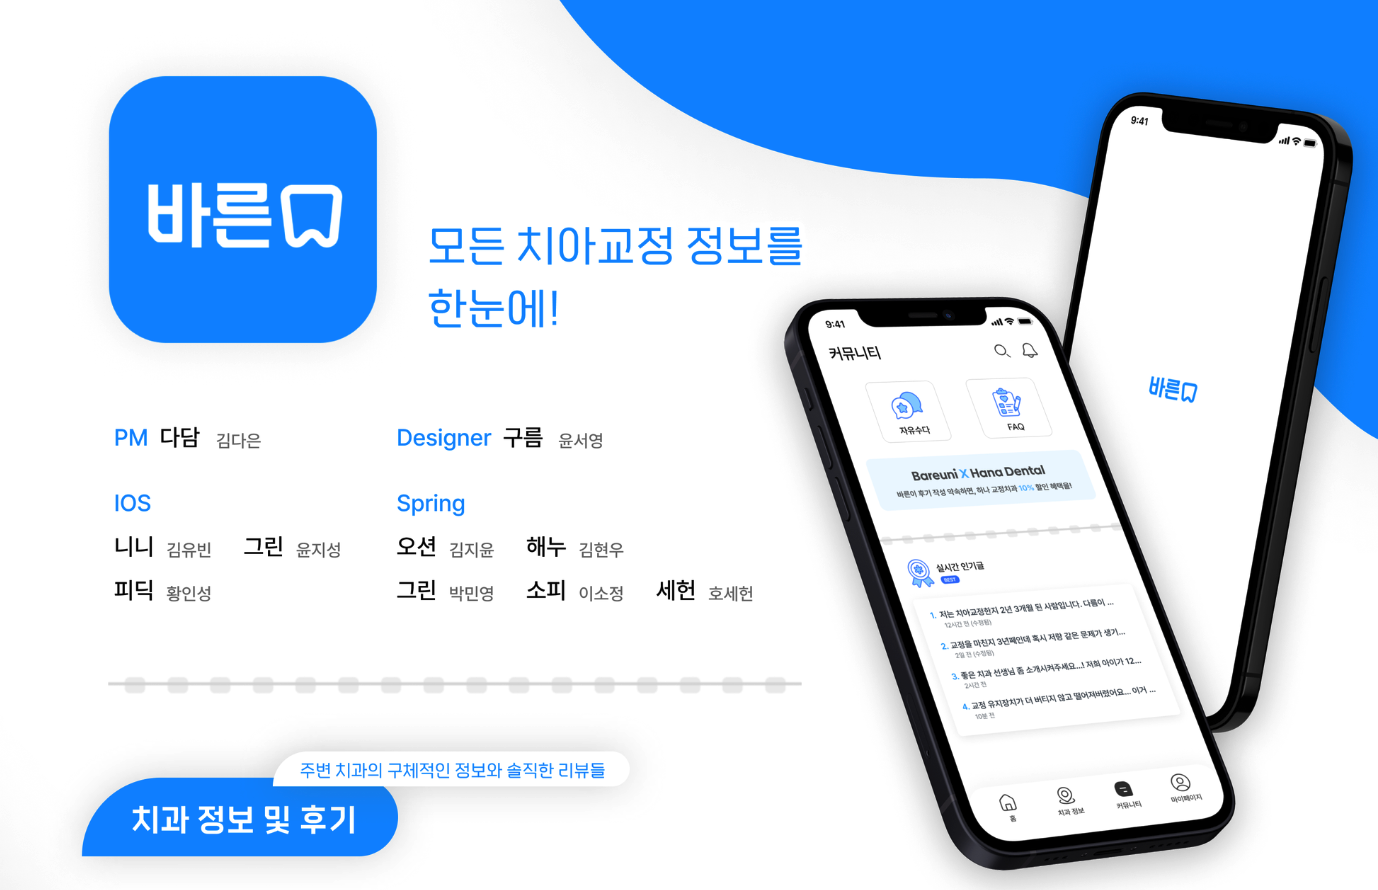 바른
모든 치아교정 정보를
한눈에!
PM 다담 김다은
Designer 구름 윤서영
IOS
니니 김유빈 그린 윤지성
피딕 황인성
Spring
오션 김지윤 해누 김현우
그린 박민영 소피 이소정 세헌 호세헌
주변 치과의 구체적인 정보와 솔직한 리뷰들
치과 정보 및 후기
9:41
커뮤니티
자유수다
FAQ
Bareuni X Hana Dental
바른이 후기 작성 약속하면, 하나 교정치과 10% 할인 혜택을!
실시간 인기글
BEST
1. 저는 치아교정한지 2년 3개월 된 사람입니다. 다름이 ...
12시간 전 (수정됨)
2. 교정을 마친지 3년째인데 혹시 저랑 같은 문제가 생기...
2일 전 (수정됨)
3. 좋은 치과 선생님 좀 소개시켜주세요...! 저희 아이가 12...
2시간 전
4. 교정 유지장치가 더 버티지 않고 떨어져버렸어요... 이거 ...
10분 전
홈
치과 정보
커뮤니티
마이페이지
9:41
바른